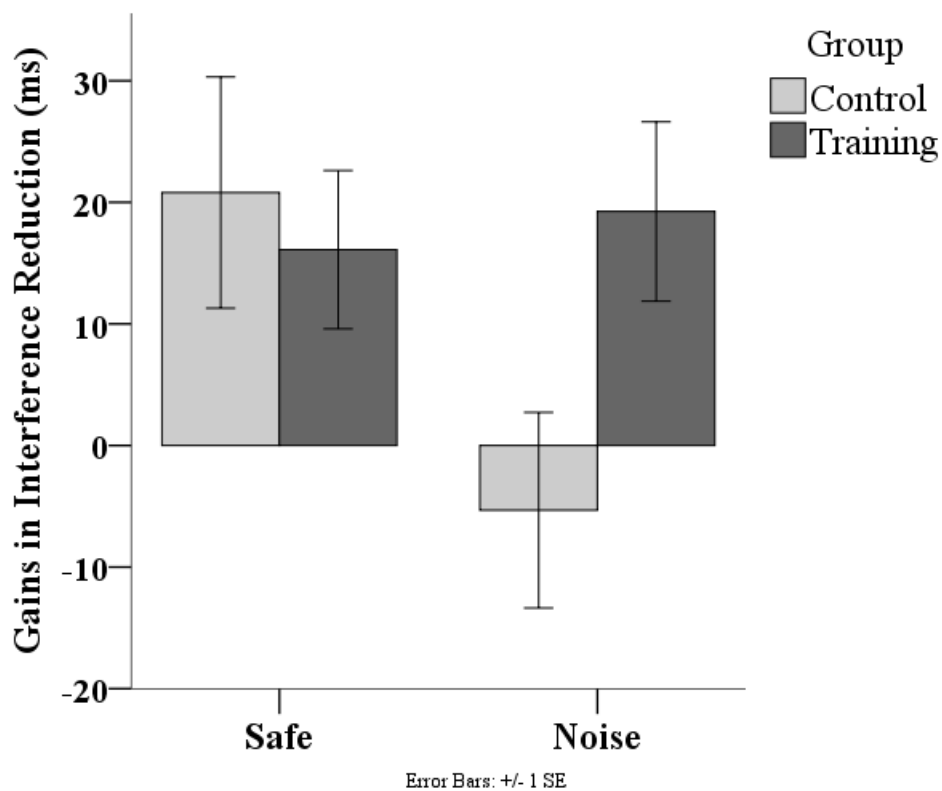 Gains in Interference Reduction (ms)
30
20
10
0
-10
-20
Safe Noise
Error Bars: +/- 1 SE
Group
Control
Training